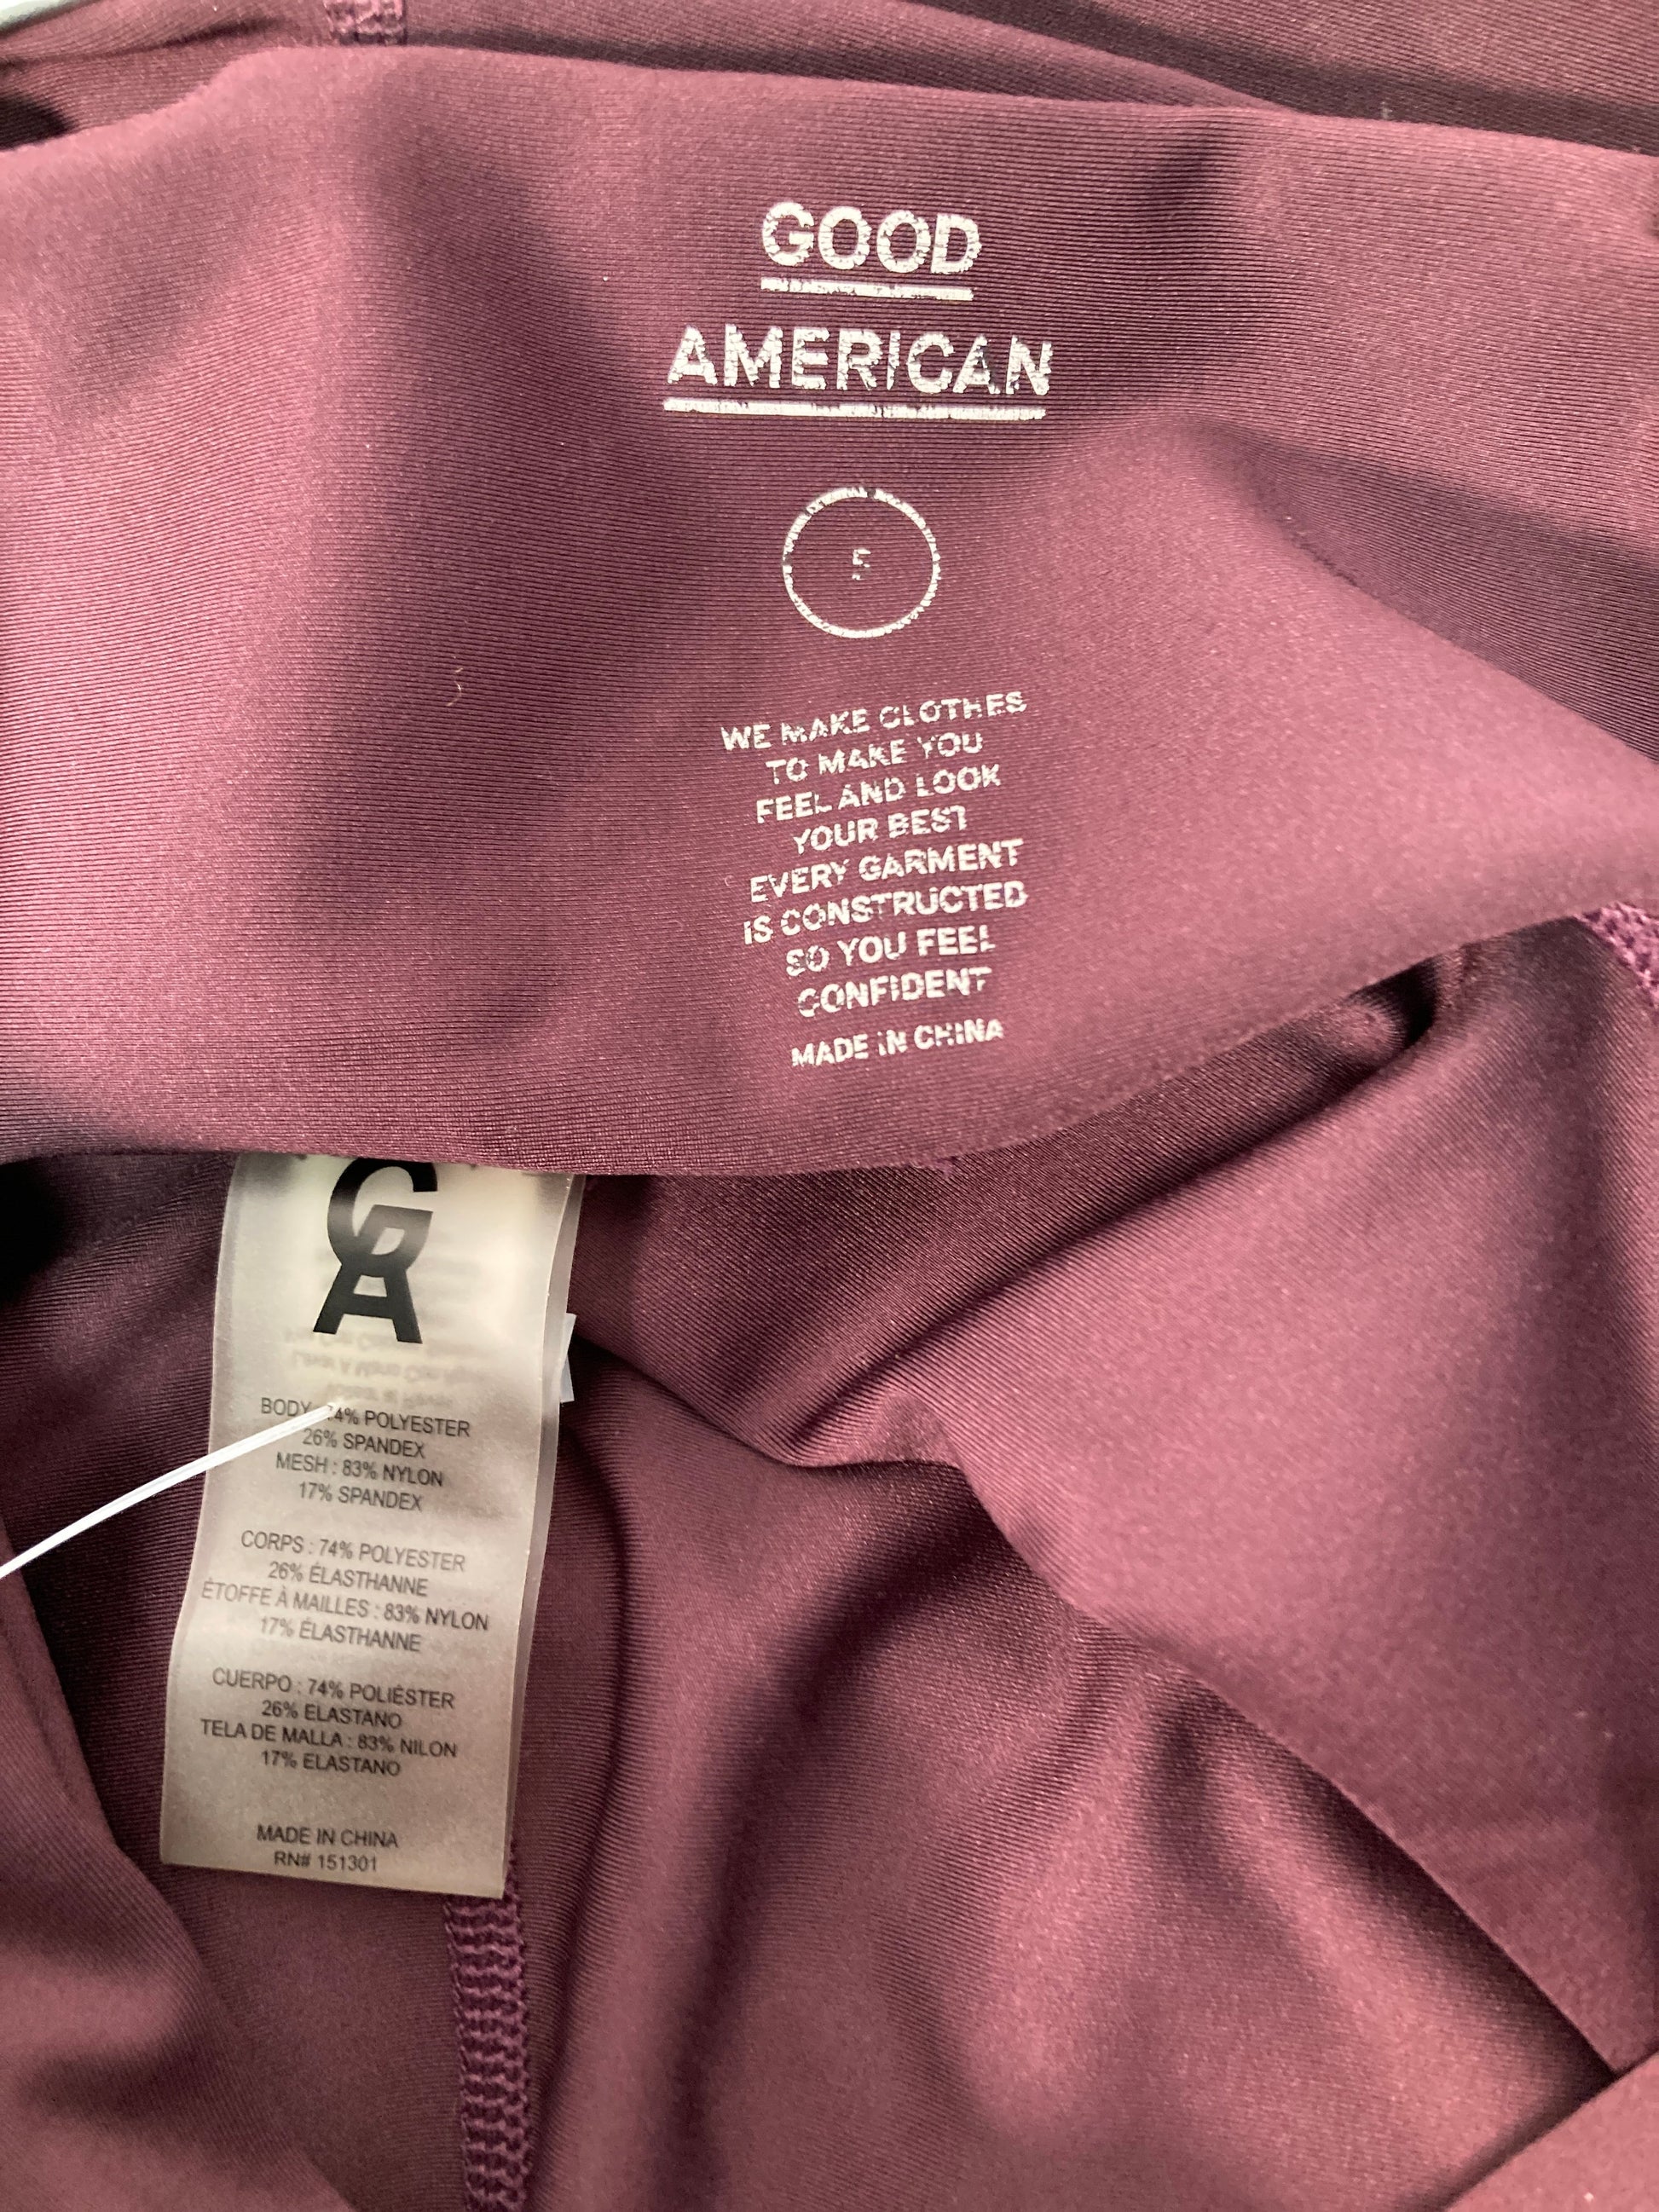 GOOD
AMERICAN
WE MAKE CLOTHES
TO MAKE YOU
FEEL AND LOOK
YOUR BEST
EVERY GARMENT
IS CONSTRUCTED
SO YOU FEEL
CONFIDENT
MADE IN CHINA
GA
BODY 74% POLYESTER
26% SPANDEX
MESH : 83% NYLON
17% SPANDEX
CORPS : 74% POLYESTER
26% ÉLASTHANNE
ÉTOFFE À MAILLES : 83% NYLON
17% ÉLASTHANNE
CUERPO : 74% POLIÉSTER
26% ELASTANO
TELA DE MALLA : 83% NILON
17% ELASTANO
MADE IN CHINA
RN# 151301